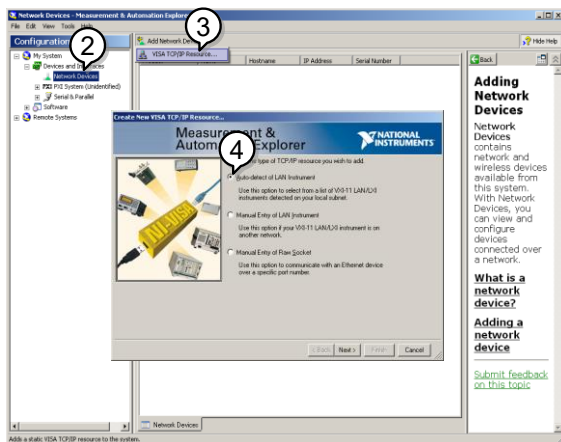 Network Devices - Measurement & Automation Explorer
File Edit View Tools Help
Configuration
2
3
Add Network Devices
Hide Help
My System
Devices and Interfaces
Network Devices
PXI PXI System (Unidentified)
Serial & Parallel
Software
Remote Systems
VISA TCP/IP Resource...
Hostname IP Address Serial Number
Back
Create New VISA TCP/IP Resource...
Measurement &
Automation Explorer
NATIONAL
INSTRUMENTS
4
type of TCP/IP resource you wish to add.
Auto-detect of LAN Instrument
Use this option to select from a list of VXI-11 LAN/LXI
instruments detected on your local subnet.
Manual Entry of LAN Instrument
Use this option if your VXI-11 LAN/LXI instrument is on
another network.
Manual Entry of Raw Socket
Use this option to communicate with an Ethernet device
over a specific port number.
NI-VISA
< Back Next > Finish Cancel
Adding
Network
Devices
Network
Devices
contains
network and
wireless devices
available from
this system.
With Network
Devices, you
can view and
configure
devices
connected over
a network.
What is a
network
device?
Adding a
network
device
Submit feedback
on this topic
Network Devices
Adds a static VISA TCP/IP resource to the system.